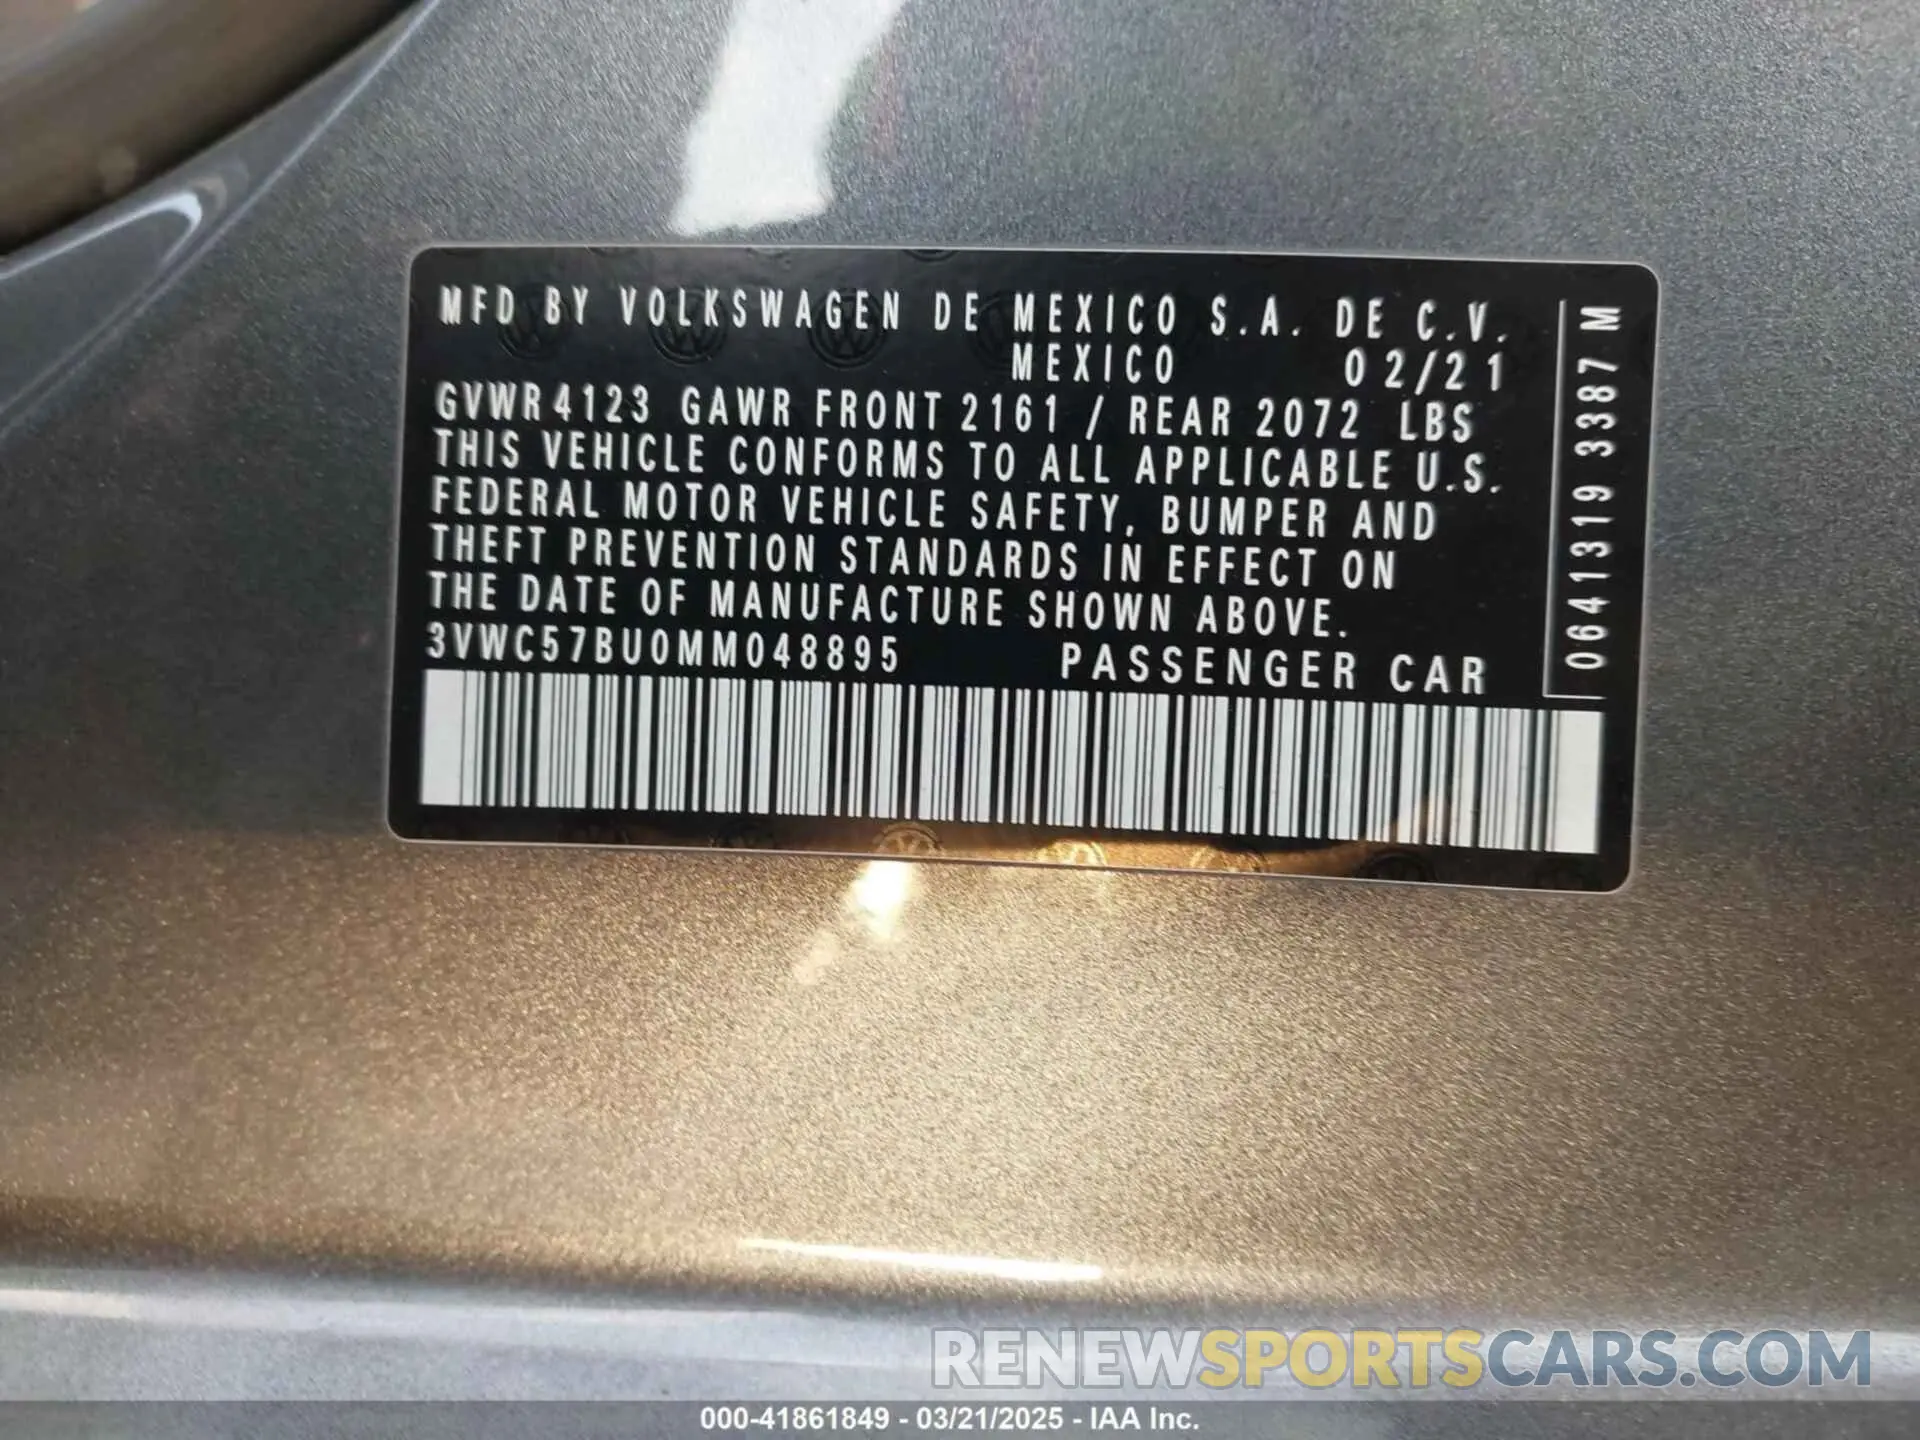 MFD BY VOLKSWAGEN DE MEXICO S.A. DE C.V.
MEXICO 02/21
GVWR 4123 GAWR FRONT 2161 / REAR 2072 LBS
THIS VEHICLE CONFORMS TO ALL APPLICABLE U.S.
FEDERAL MOTOR VEHICLE SAFETY, BUMPER AND
THEFT PREVENTION STANDARDS IN EFFECT ON
THE DATE OF MANUFACTURE SHOWN ABOVE.
3VWC57BU0MM048895 PASSENGER CAR
0641319 3387 M
RENEWSPORTSCARS.COM
000-41861849 - 03/21/2025 - IAA Inc.